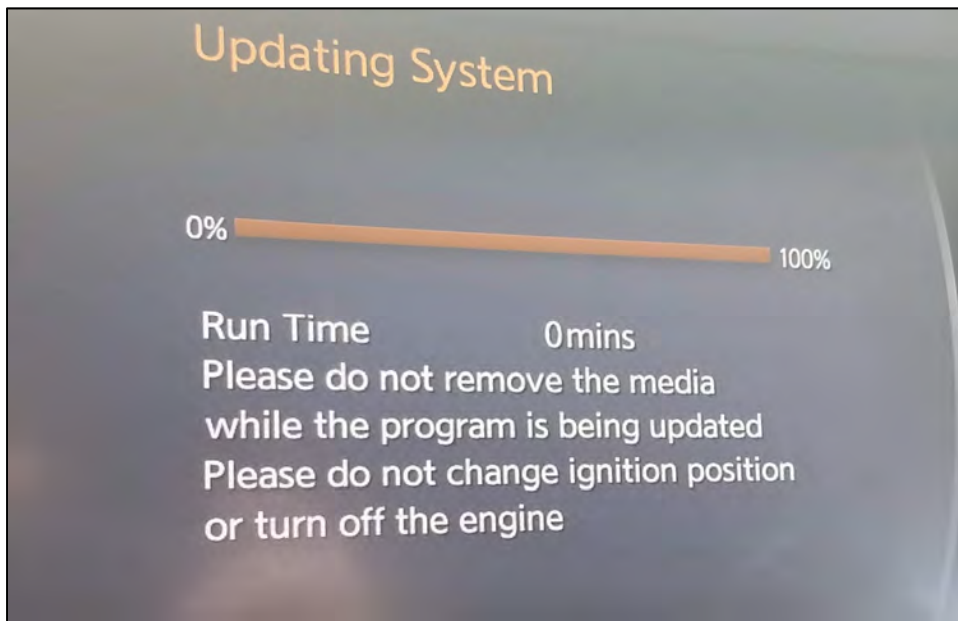 Updating System
0% 100%
Run Time 0mins
Please do not remove the media
while the program is being updated
Please do not change ignition position
or turn off the engine